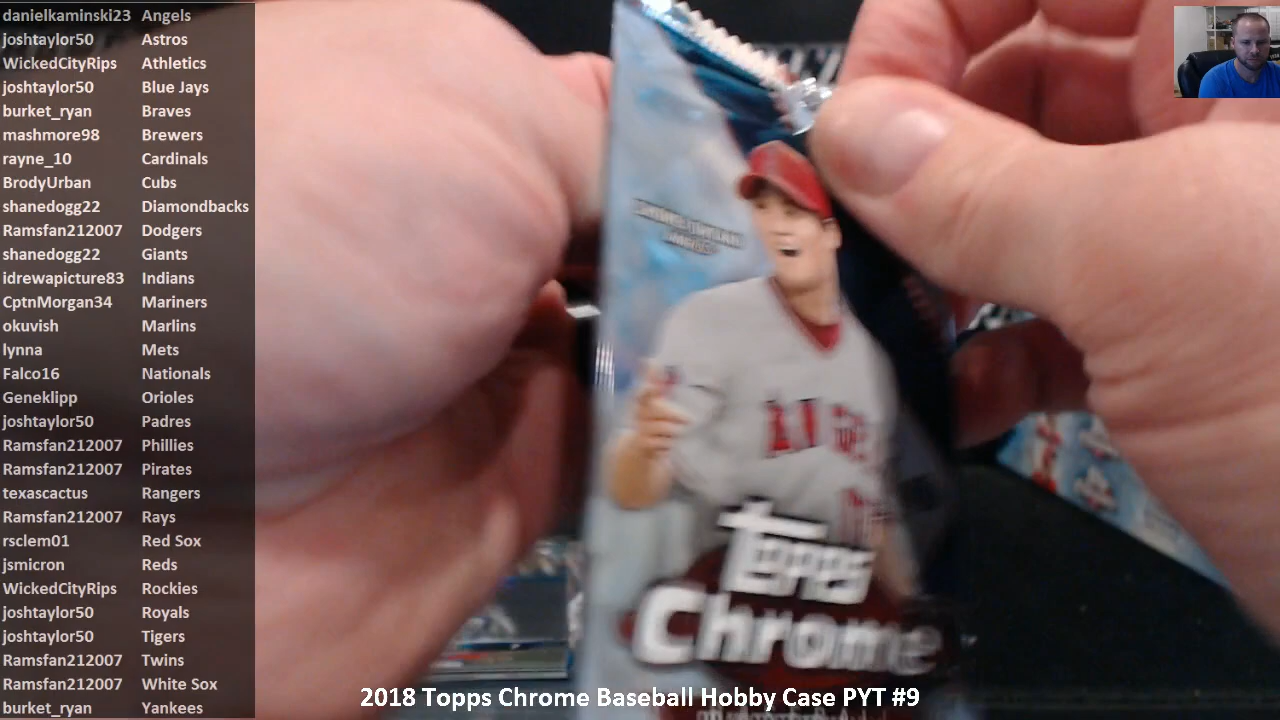 danielkaminski23 Angels
joshtaylor50 Astros
WickedCityRips Athletics
joshtaylor50 Blue Jays
burket_ryan Braves
mashmore98 Brewers
rayne_10 Cardinals
BrodyUrban Cubs
shanedogg22 Diamondbacks
Ramsfan212007 Dodgers
shanedogg22 Giants
idrewapicture83 Indians
CptnMorgan34 Mariners
okuvish Marlins
lynna Mets
Falco16 Nationals
Geneklipp Orioles
joshtaylor50 Padres
Ramsfan212007 Phillies
Ramsfan212007 Pirates
texascactus Rangers
Ramsfan212007 Rays
rsclem01 Red Sox
jsmicron Reds
WickedCityRips Rockies
joshtaylor50 Royals
joshtaylor50 Tigers
Ramsfan212007 Twins
Ramsfan212007 White Sox
burket_ryan Yankees
Topps
Chrome
2018 Topps Chrome Baseball Hobby Case PYT #9